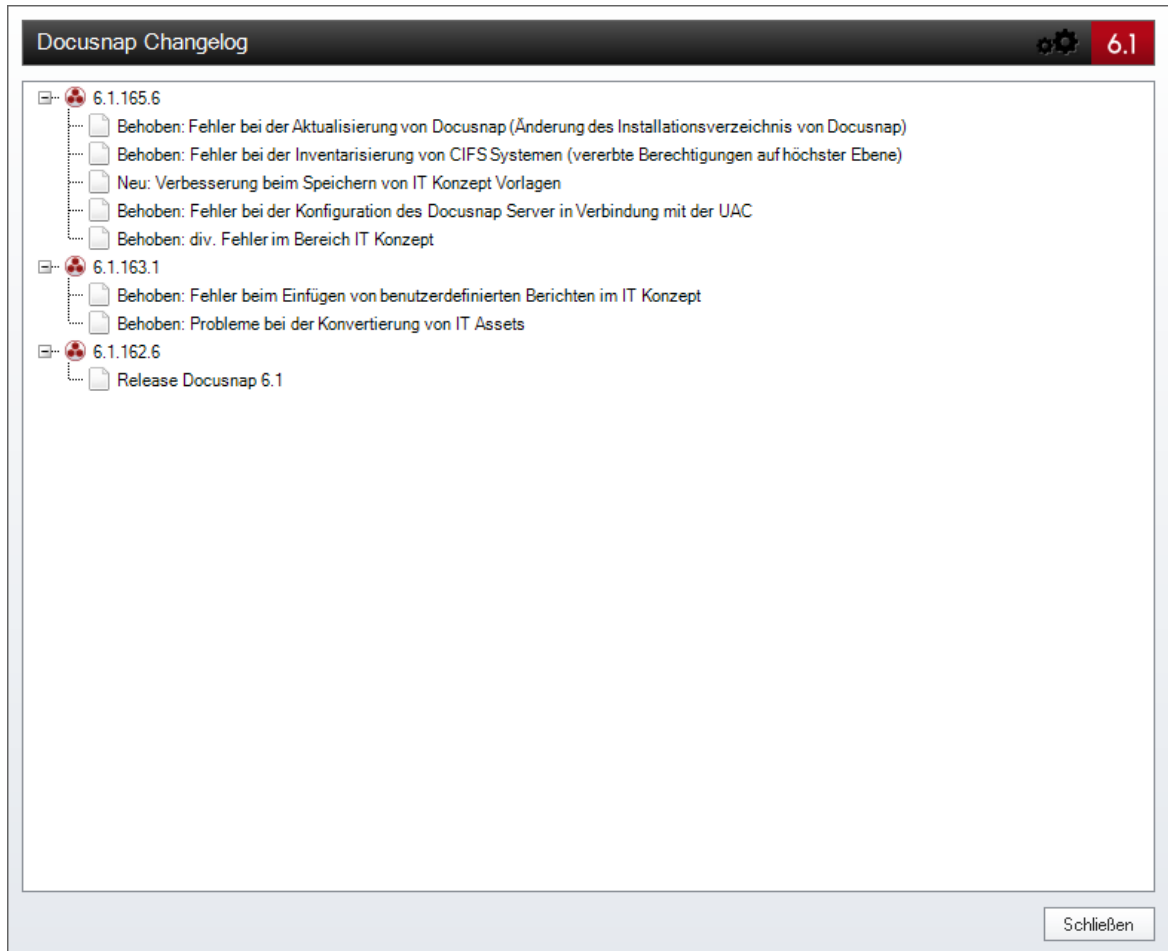 Docusnap Changelog
6.1
6.1.165.6
Behoben: Fehler bei der Aktualisierung von Docusnap (Änderung des Installationsverzeichnis von Docusnap)
Behoben: Fehler bei der Inventarisierung von CIFS Systemen (vererbte Berechtigungen auf höchster Ebene)
Neu: Verbesserung beim Speichern von IT Konzept Vorlagen
Behoben: Fehler bei der Konfiguration des Docusnap Server in Verbindung mit der UAC
Behoben: div. Fehler im Bereich IT Konzept
6.1.163.1
Behoben: Fehler beim Einfügen von benutzerdefinierten Berichten im IT Konzept
Behoben: Probleme bei der Konvertierung von IT Assets
6.1.162.6
Release Docusnap 6.1
Schließen